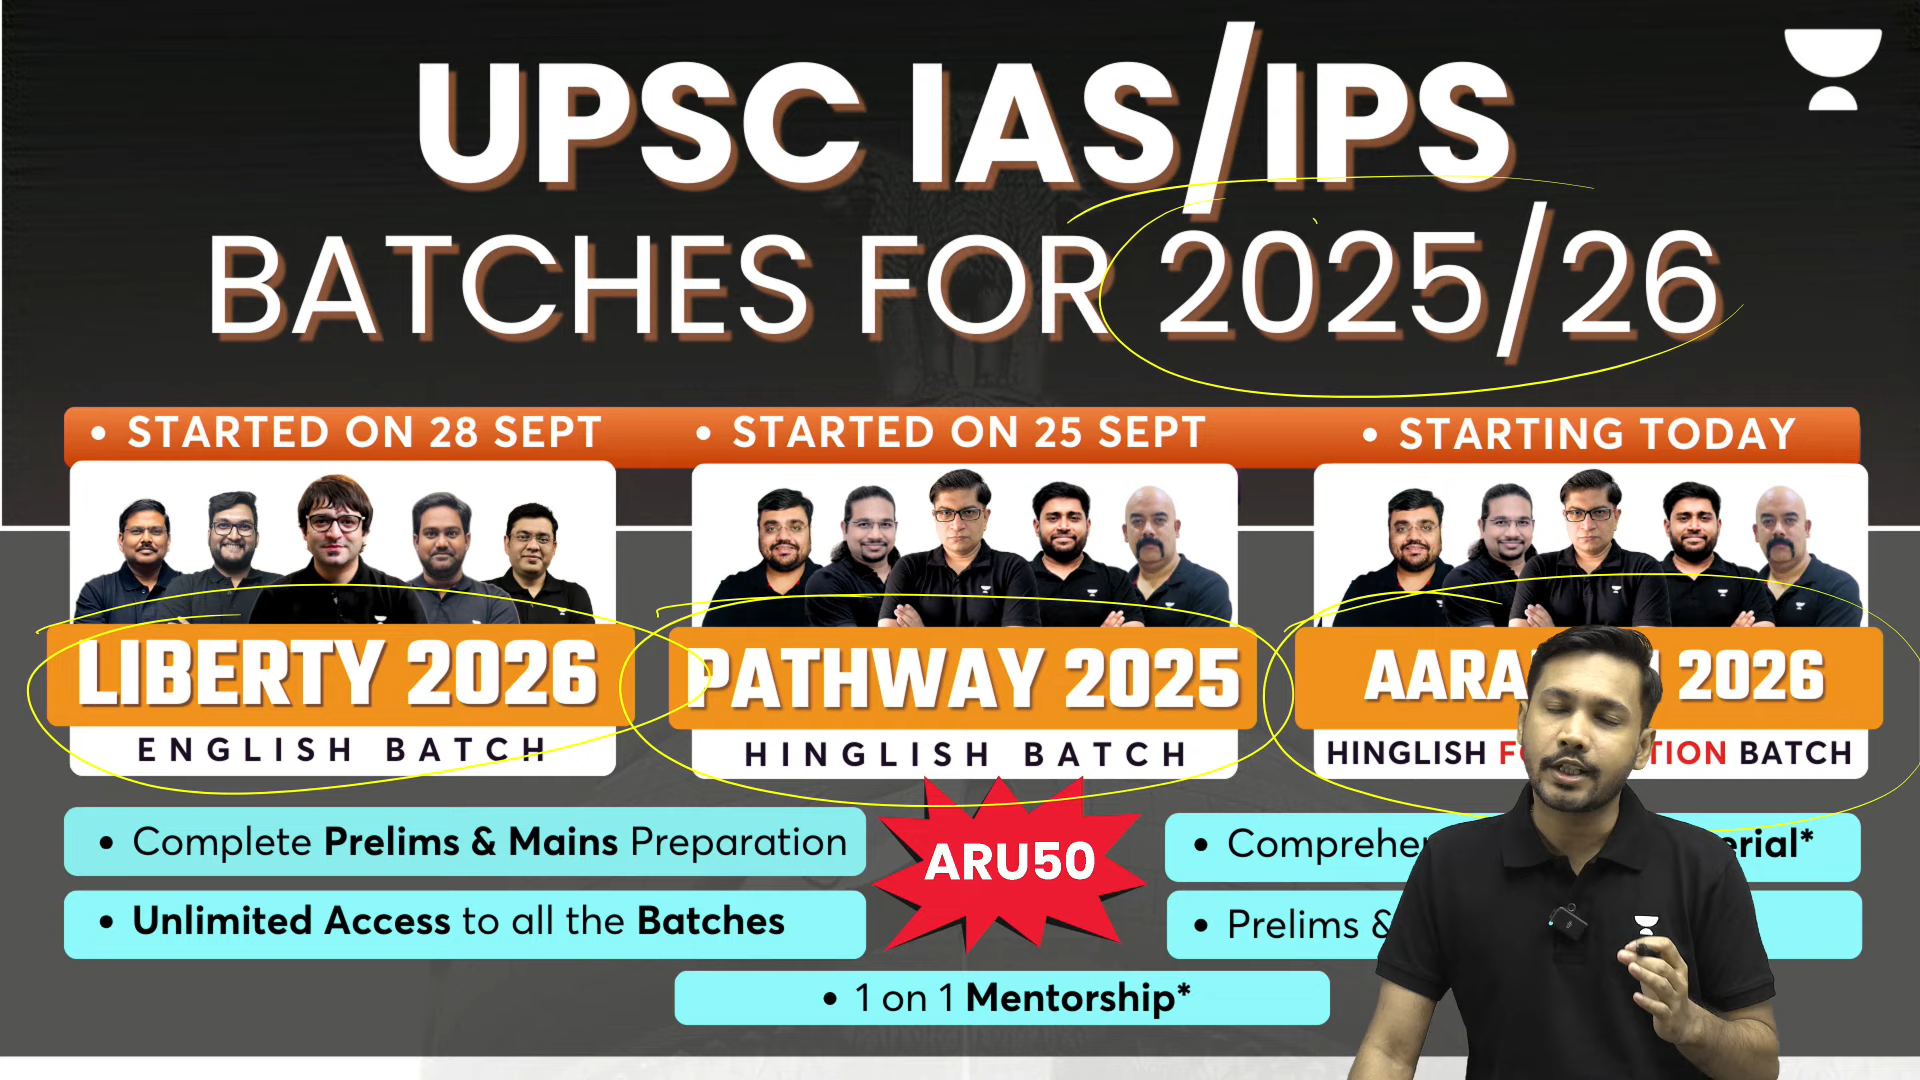 UPSC IAS/IPS
BATCHES FOR 2025/26
• STARTED ON 28 SEPT
• STARTED ON 25 SEPT
• STARTING TODAY
LIBERTY 2026
ENGLISH BATCH
PATHWAY 2025
HINGLISH BATCH
2026
HINGLISH BATCH
• Complete Prelims & Mains Preparation
• Unlimited Access to all the Batches
ARU50
• Prelims &
• 1 on 1 Mentorship*